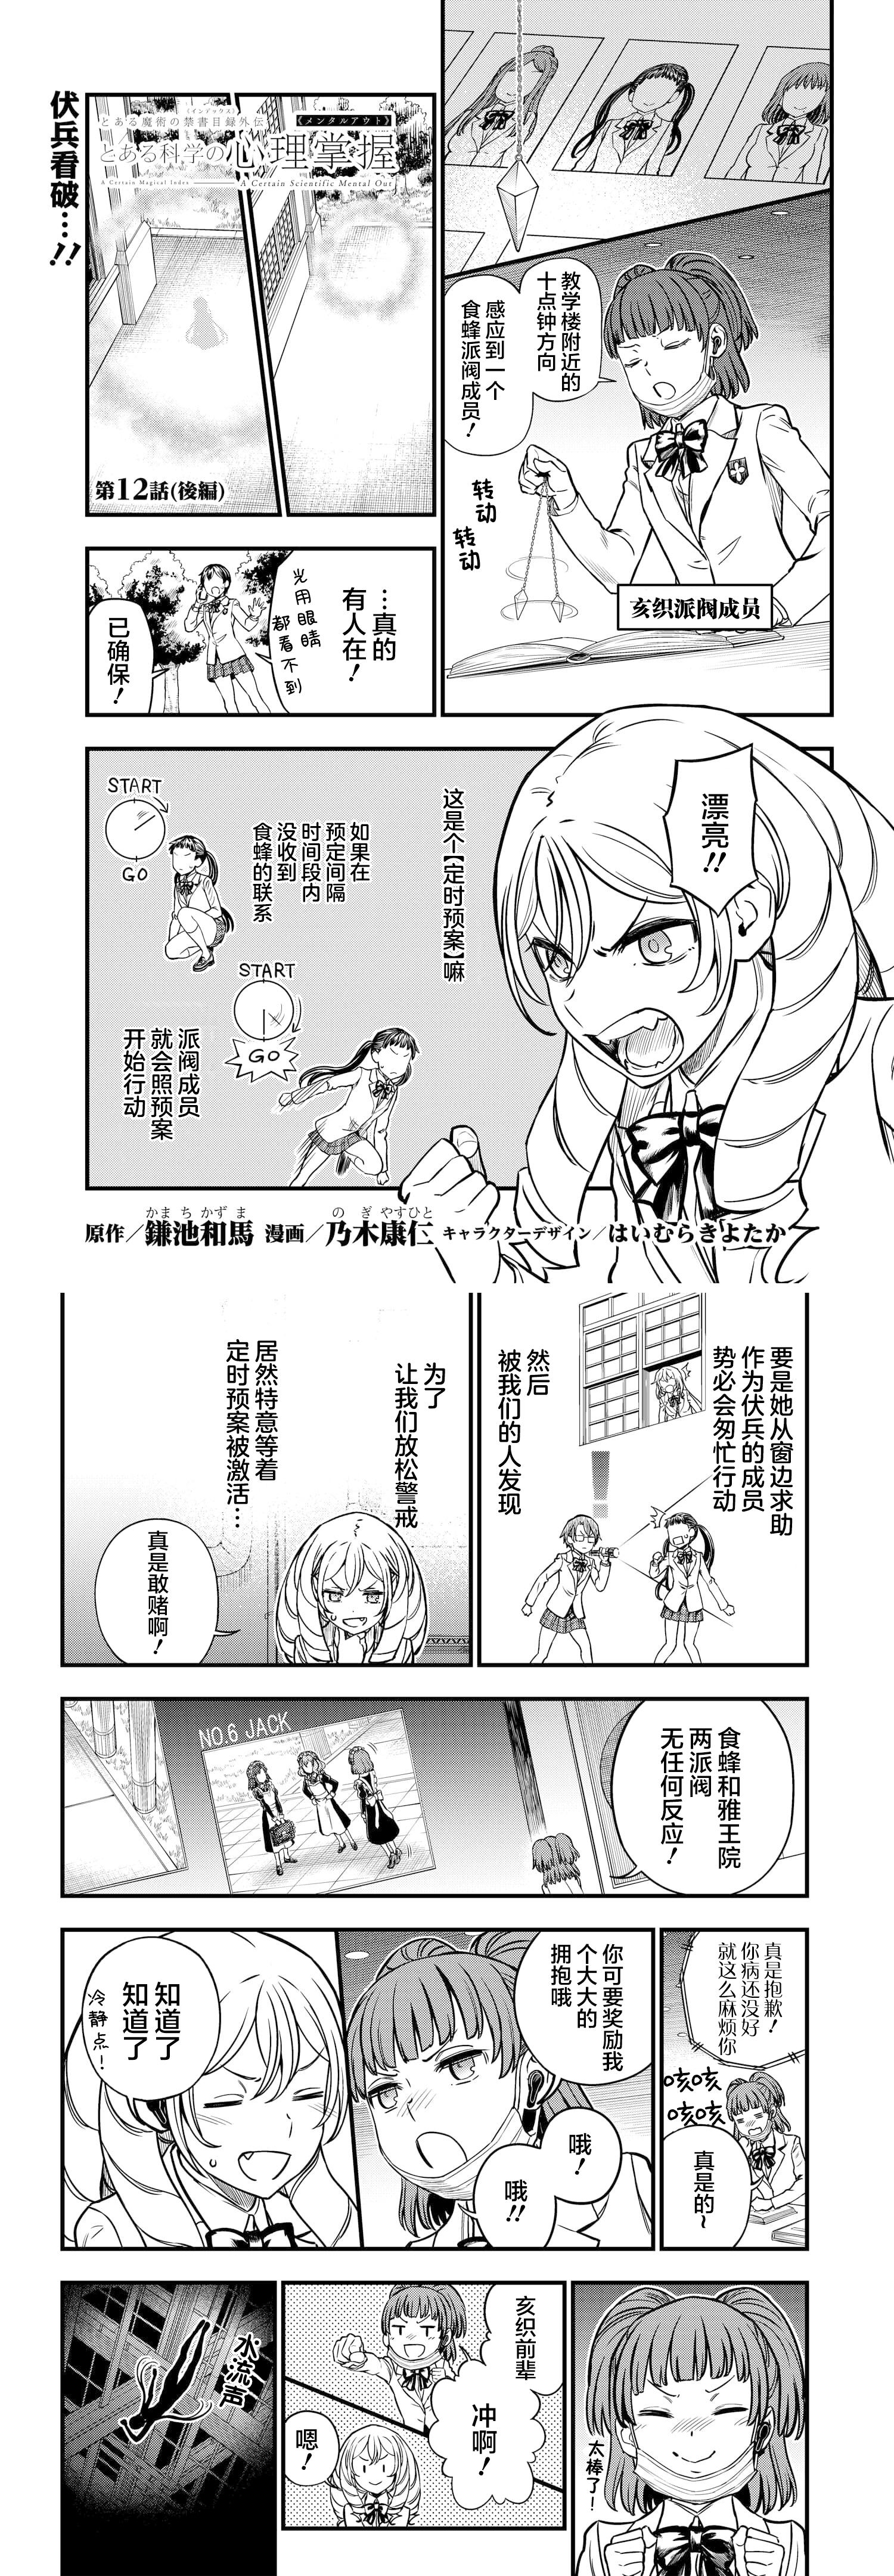 教学楼附近的
十点钟方向
感应到一个
食蜂派阀成员！
转动
转动
亥织派阀成员
伏兵看破…!!
とある魔術の禁書目録外伝
(インデックス)
《メンタルアウト》
とある科学の心理掌握
A Certain Magical Index
A Certain Scientific Mental Out
第12話(後編)
…真的
有人在！
光用眼睛
都看不到
已确保！
漂亮!!
这是个【定时预案】嘛
如果在
预定间隔
时间段内
没收到
食蜂的联系
START
GO
START
GO
派阀成员
就会照预案
开始行动
かまちかずま
のぎやすひと
原作／鎌池和馬 漫画／乃木康仁 キャラクターデザイン／はいむらきよたか
要是她从窗边求助
作为伏兵的成员
势必会匆忙行动
然后
被我们的人发现
！
为了
让我们放松警戒
居然特意等着
定时预案被激活…
真是敢赌啊！
食蜂和雅王院
两派阀
无任何反应！
NO.6 JACK
真是抱歉！
你病还没好
就这么麻烦你
咳咳
咳咳
真是的~
你可要奖励我
个大大的
拥抱哦
哦！
哦!!
知道了
知道了
冷静点！
太棒了！
亥织前辈
冲啊！
嗯！
水流声